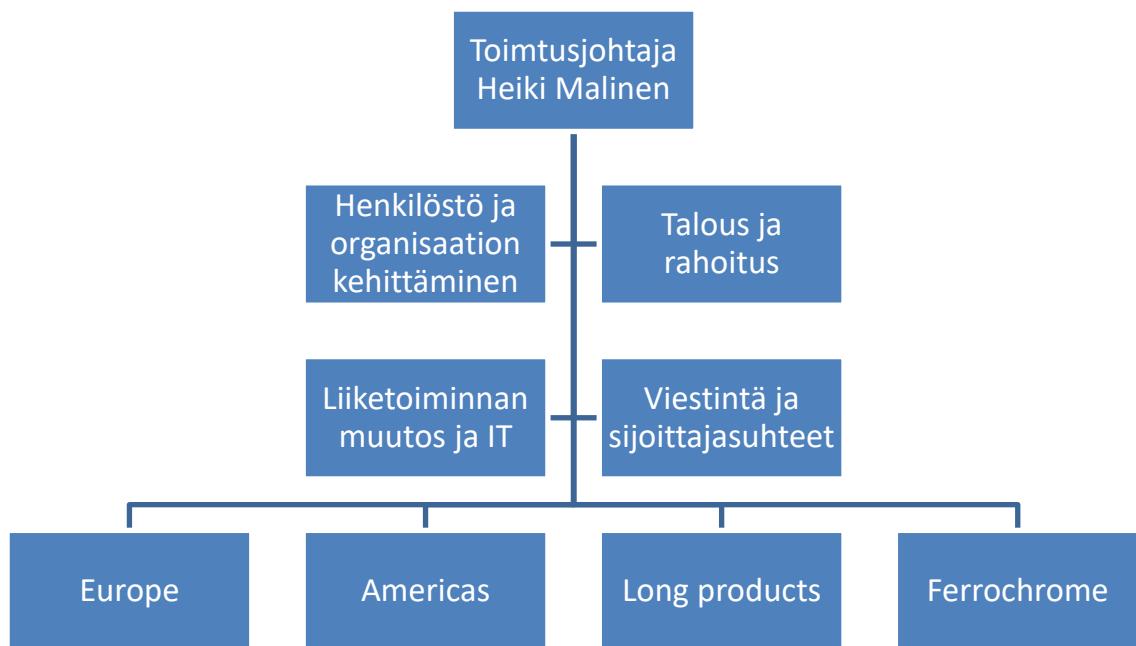 Toimtusjohtaja
Heiki Malinen
Henkilöstö ja
organisaation
kehittäminen
Talous ja
rahoitus
Liiketoiminnan
muutos ja IT
Viestintä ja
sijoittajasuhteet
Europe
Americas
Long products
Ferrochrome